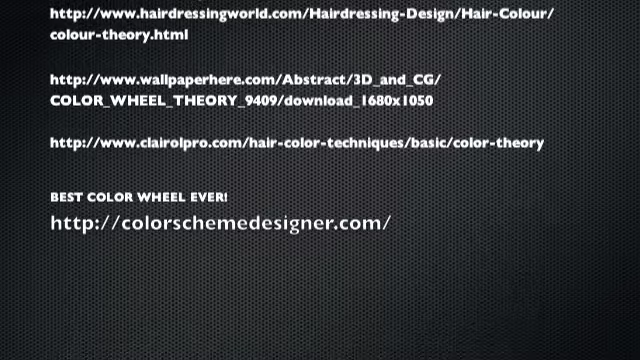 http://www.hairdressingworld.com/Hairdressing-Design/Hair-Colour/
colour-theory.html
http://www.wallpaperhere.com/Abstract/3D_and_CG/
COLOR_WHEEL_THEORY_9409/download_1680x1050
http://www.clairolpro.com/hair-color-techniques/basic/color-theory
BEST COLOR WHEEL EVER!
http://colorschemedesigner.com/